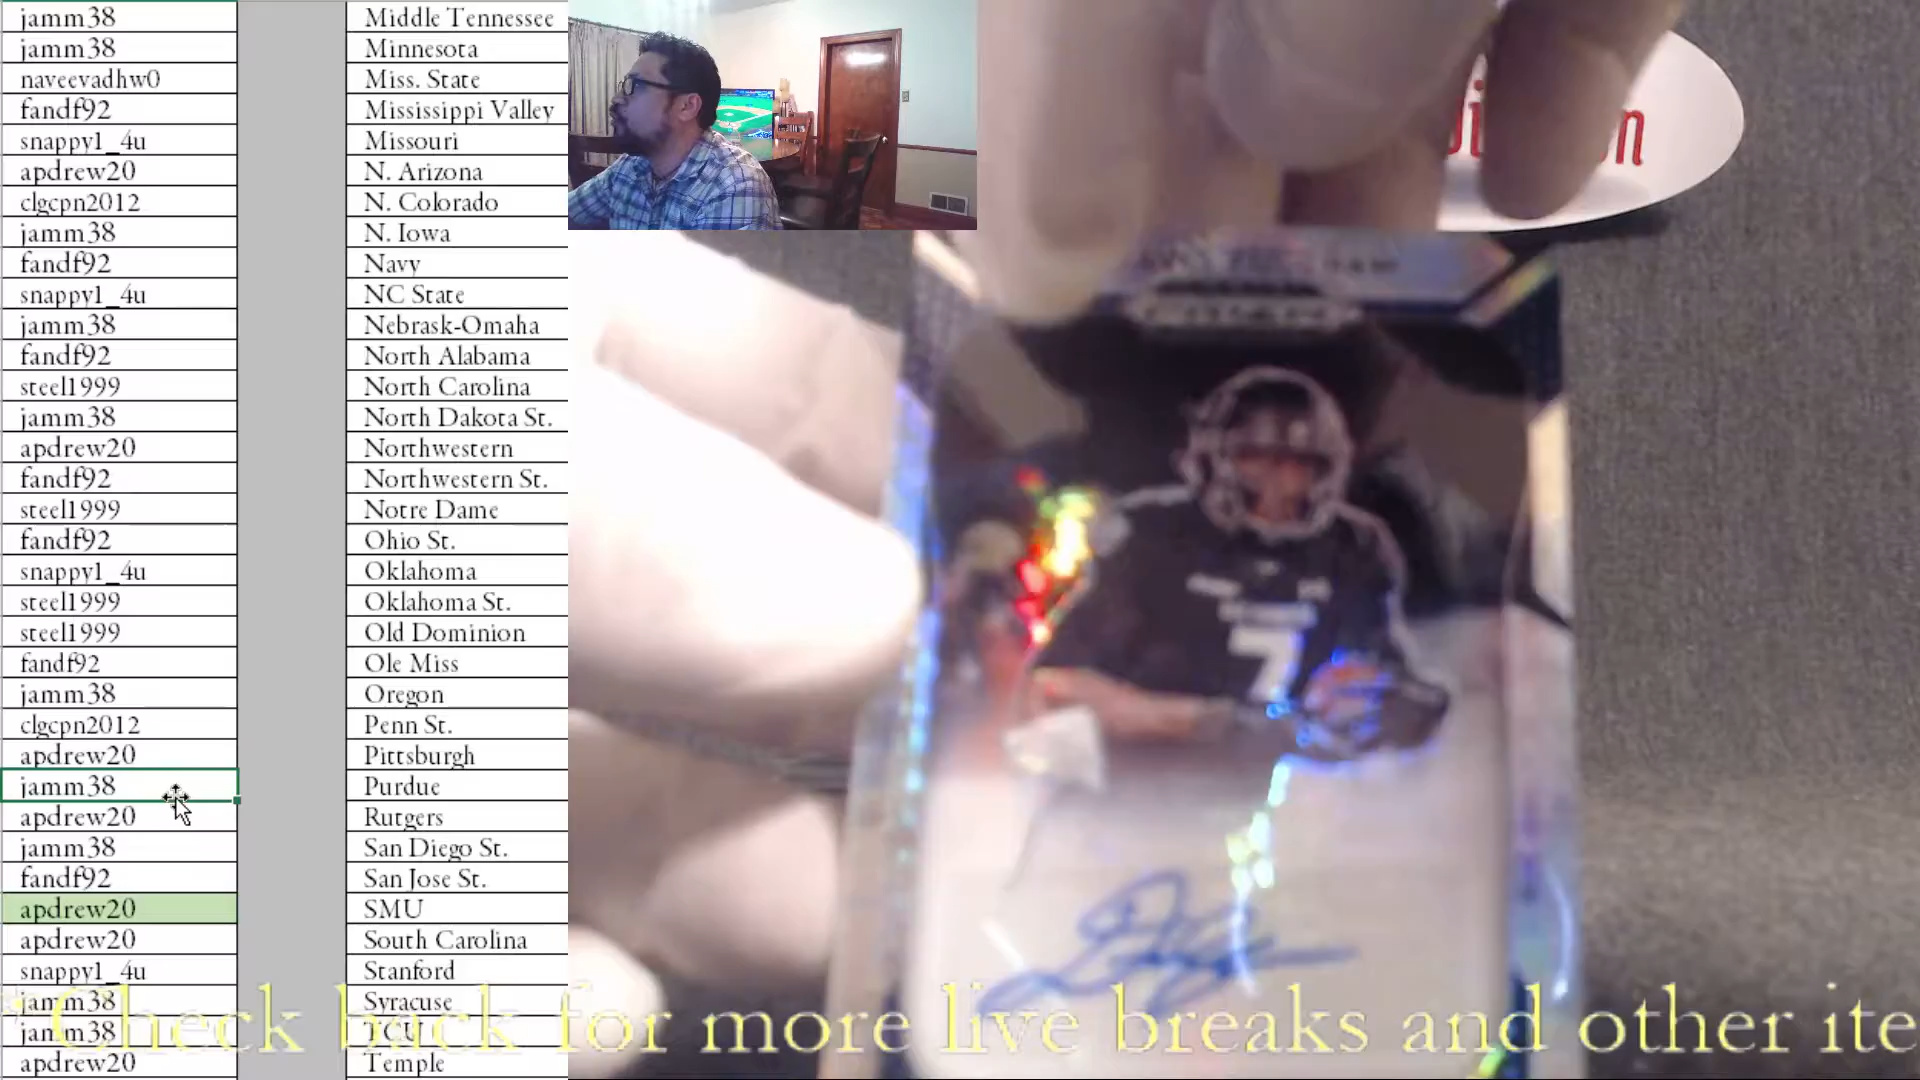 jamm38 Middle Tennessee
jamm38 Minnesota
naveevadhw0 Miss. State
fandf92 Mississippi Valley
snappy1_4u Missouri
apdrew20 N. Arizona
clgcpn2012 N. Colorado
jamm38 N. Iowa
fandf92 Navy
snappy1_4u NC State
jamm38 Nebrask-Omaha
fandf92 North Alabama
steel1999 North Carolina
jamm38 North Dakota St.
apdrew20 Northwestern
fandf92 Northwestern St.
steel1999 Notre Dame
fandf92 Ohio St.
snappy1_4u Oklahoma
steel1999 Oklahoma St.
steel1999 Old Dominion
fandf92 Ole Miss
jamm38 Oregon
clgcpn2012 Penn St.
apdrew20 Pittsburgh
jamm38 Purdue
apdrew20 Rutgers
jamm38 San Diego St.
fandf92 San Jose St.
apdrew20 SMU
apdrew20 South Carolina
snappy1_4u Stanford
jamm38 Syracuse
jamm38 TCU
apdrew20 Temple
7
*Check back for more live breaks and other ite